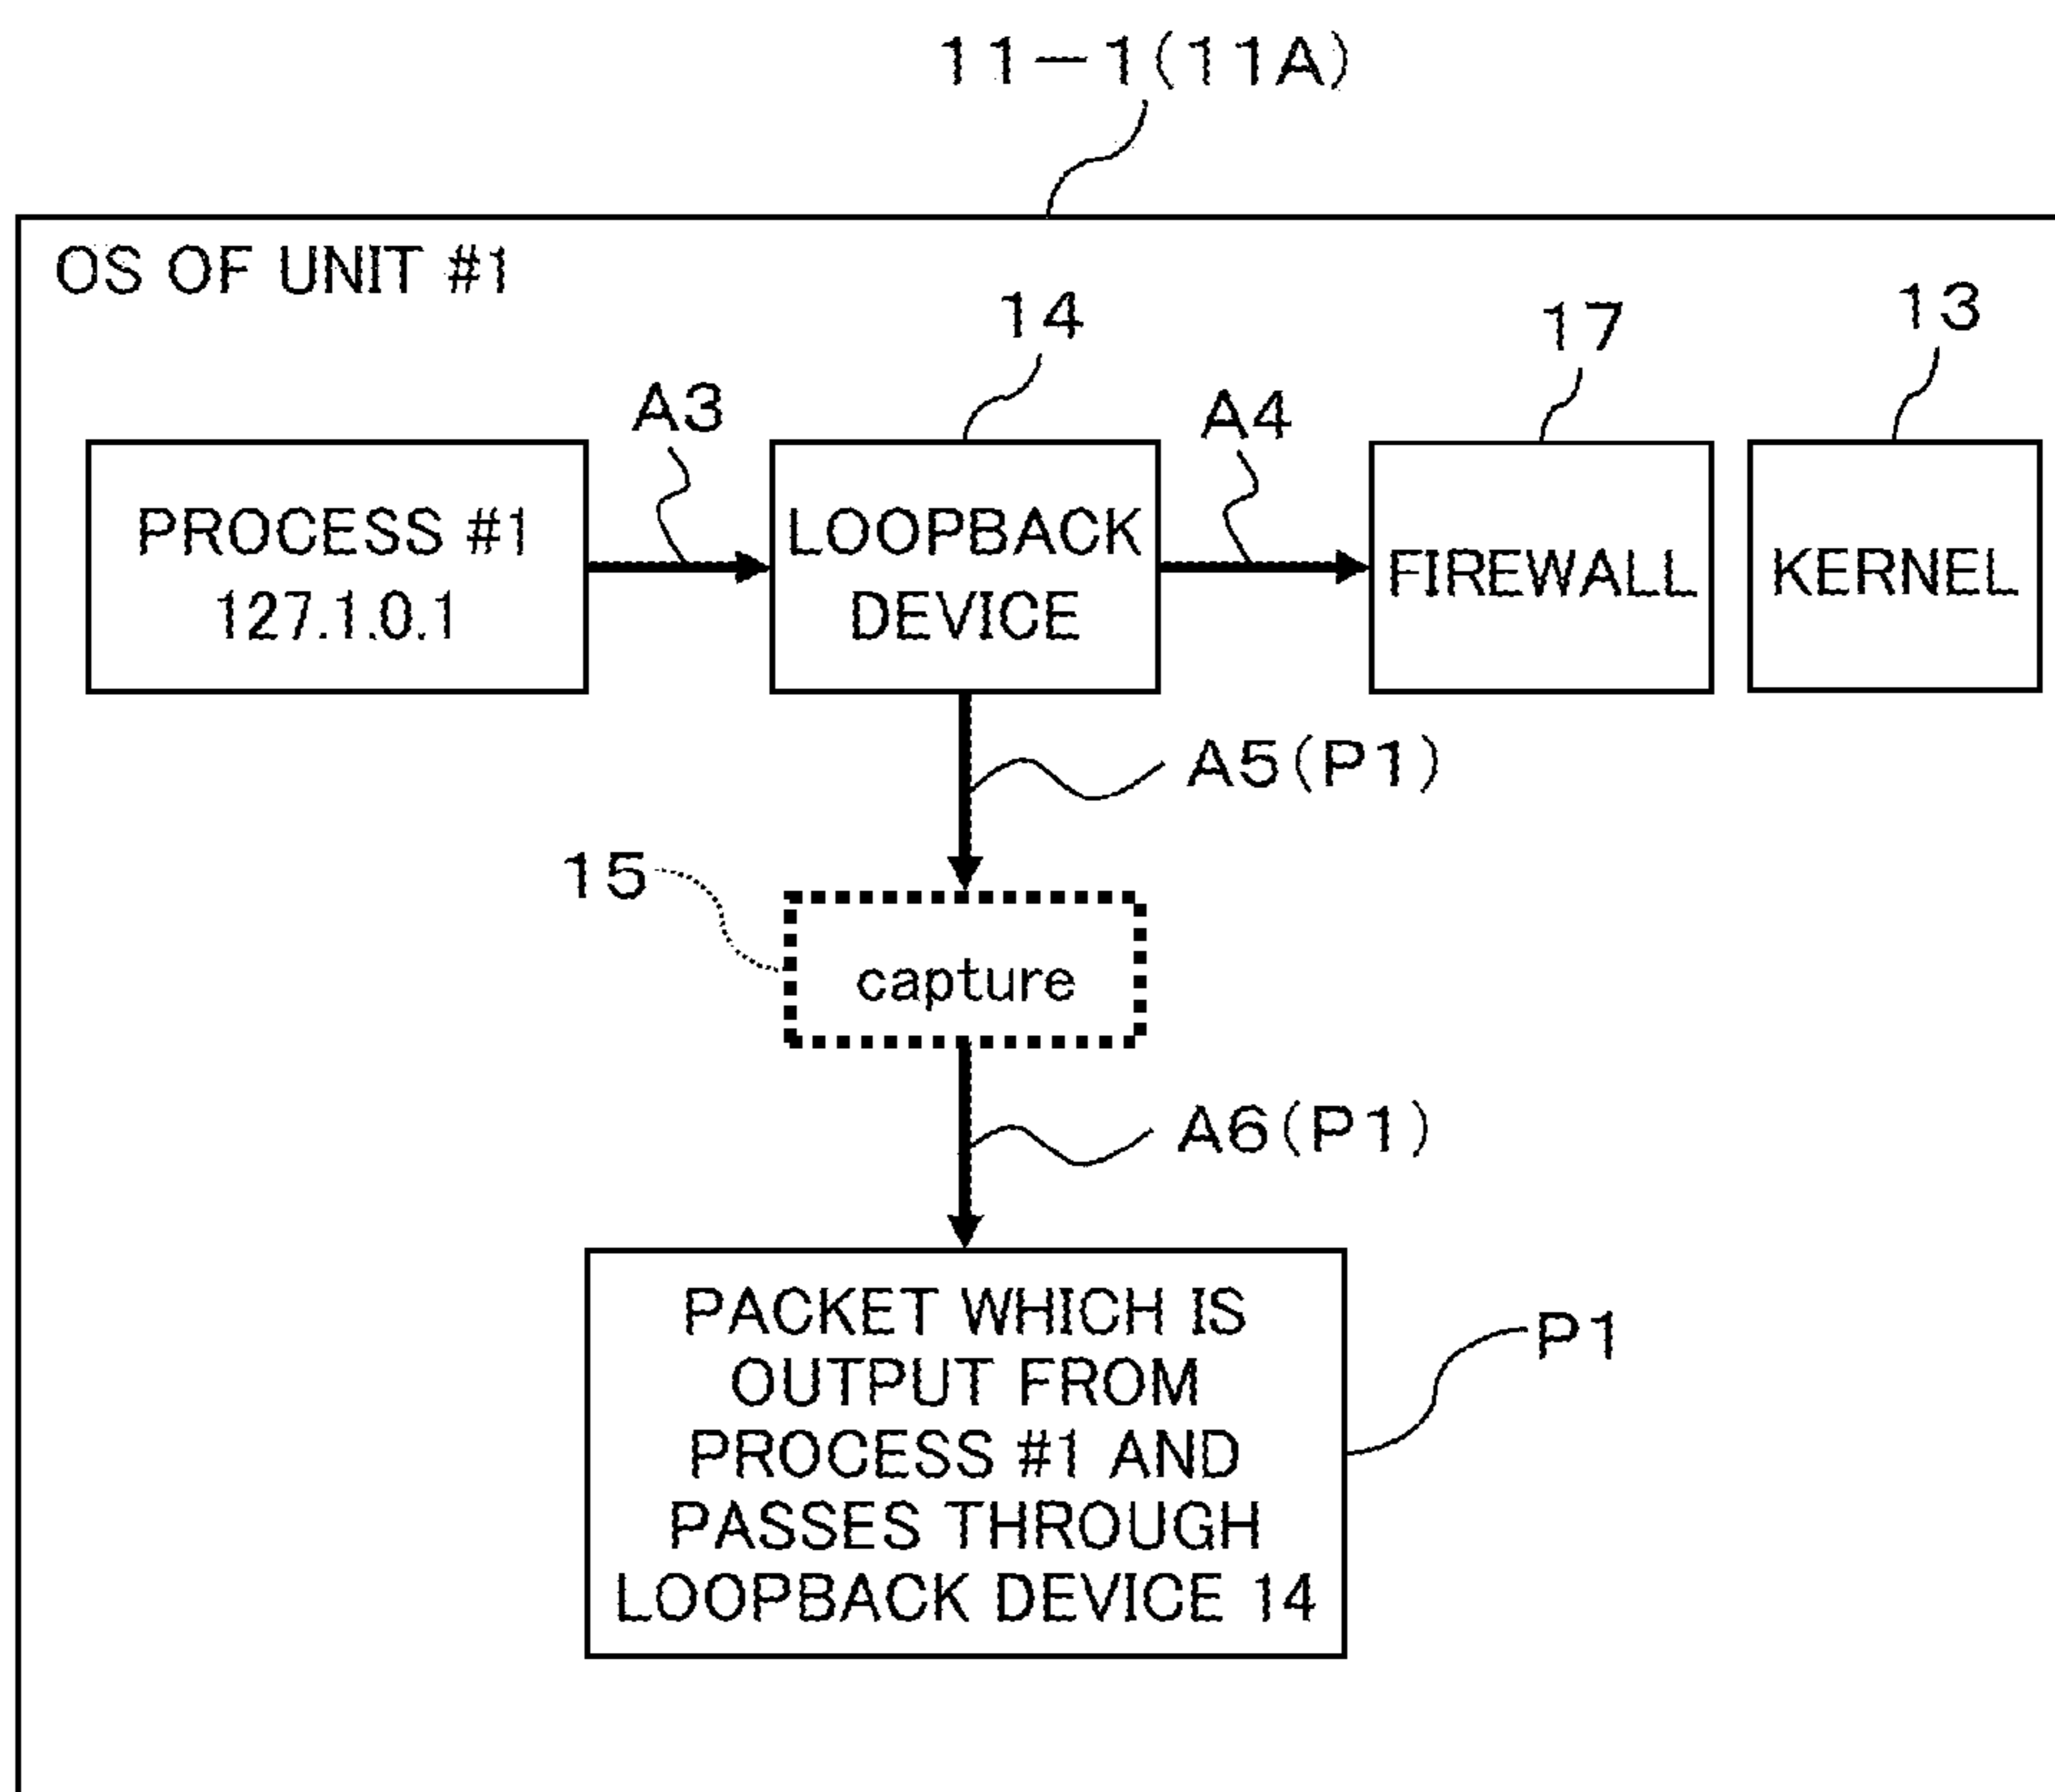 11-1(11A)
OS OF UNIT #1
14
17
13
A3
A4
PROCESS #1
127.1.0.1
LOOPBACK
DEVICE
FIREWALL
KERNEL
A5(P1)
15
capture
A6(P1)
PACKET WHICH IS
OUTPUT FROM
PROCESS #1 AND
PASSES THROUGH
LOOPBACK DEVICE 14
P1